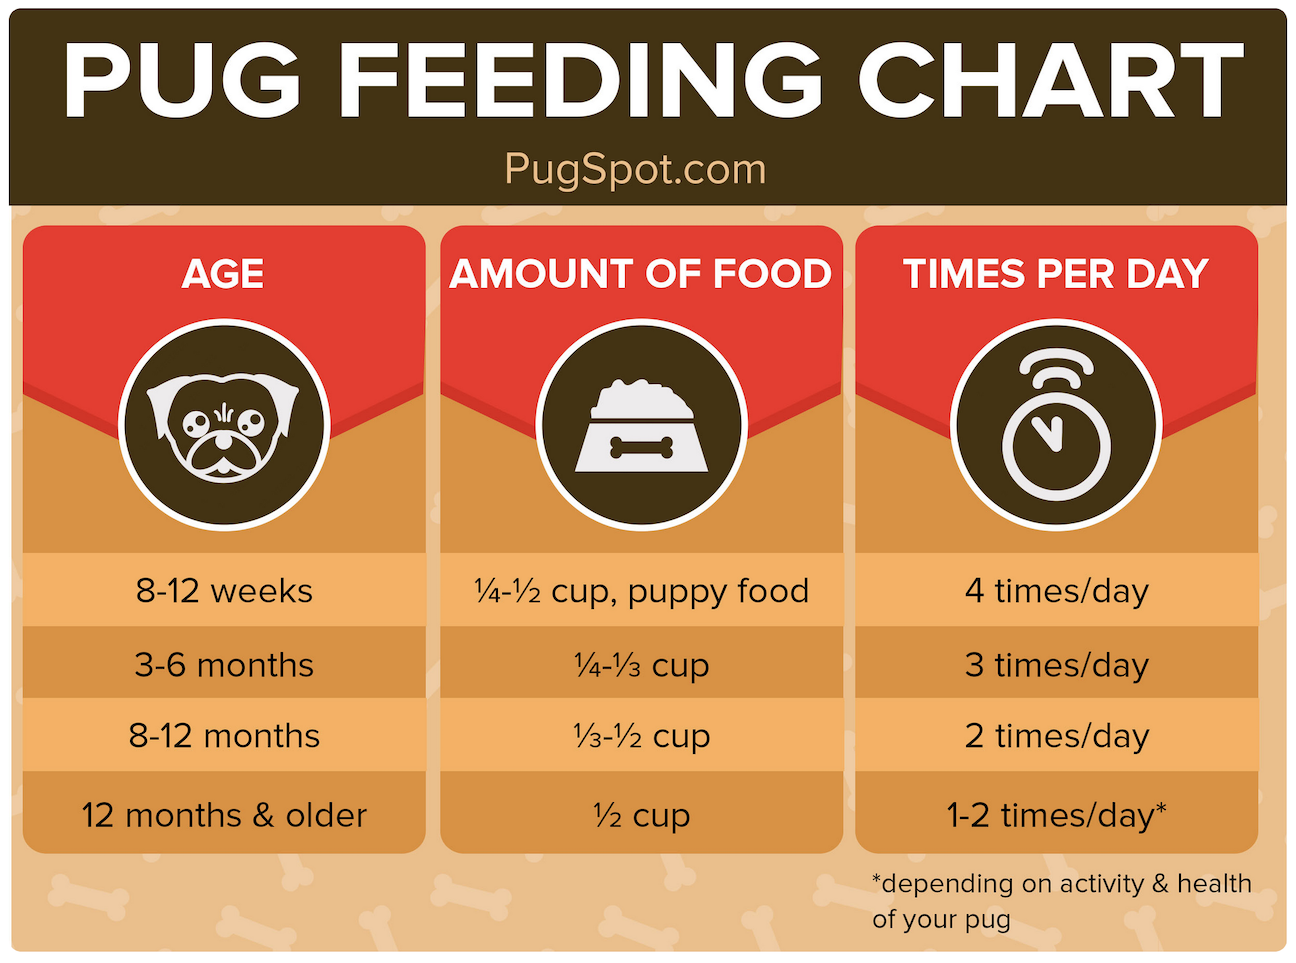 PUG FEEDING CHART
PugSpot.com
AGE
AMOUNT OF FOOD
TIMES PER DAY
8-12 weeks
¼-½ cup, puppy food
4 times/day
3-6 months
¼-⅓ cup
3 times/day
8-12 months
⅓-½ cup
2 times/day
12 months & older
½ cup
1-2 times/day*
*depending on activity & health
of your pug